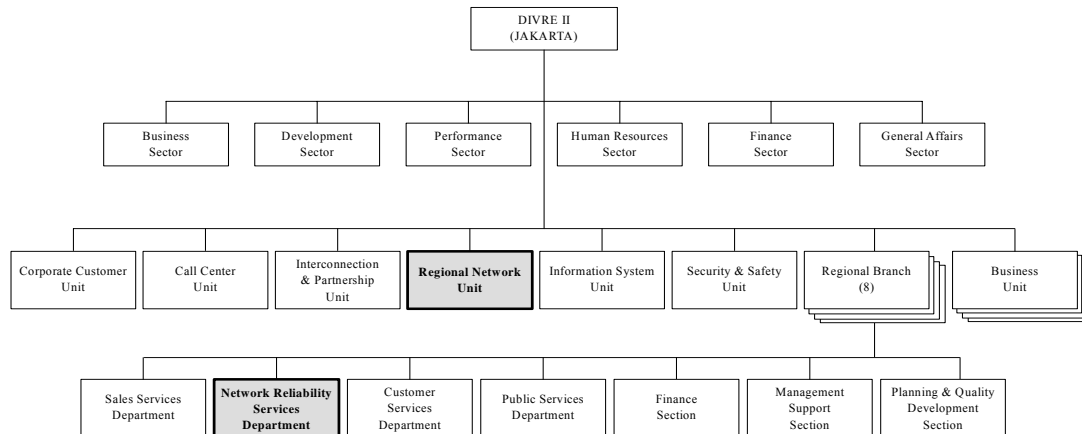 DIVRE II
(JAKARTA)
Business
Sector
Development
Sector
Performance
Sector
Human Resources
Sector
Finance
Sector
General Affairs
Sector
Corporate Customer
Unit
Call Center
Unit
Interconnection
& Partnership
Unit
Regional Network
Unit
Information System
Unit
Security & Safety
Unit
Regional Branch
(8)
Business
Unit
Sales Services
Department
Network Reliability
Services
Department
Customer
Services
Department
Public Services
Department
Finance
Section
Management
Support
Section
Planning & Quality
Development
Section